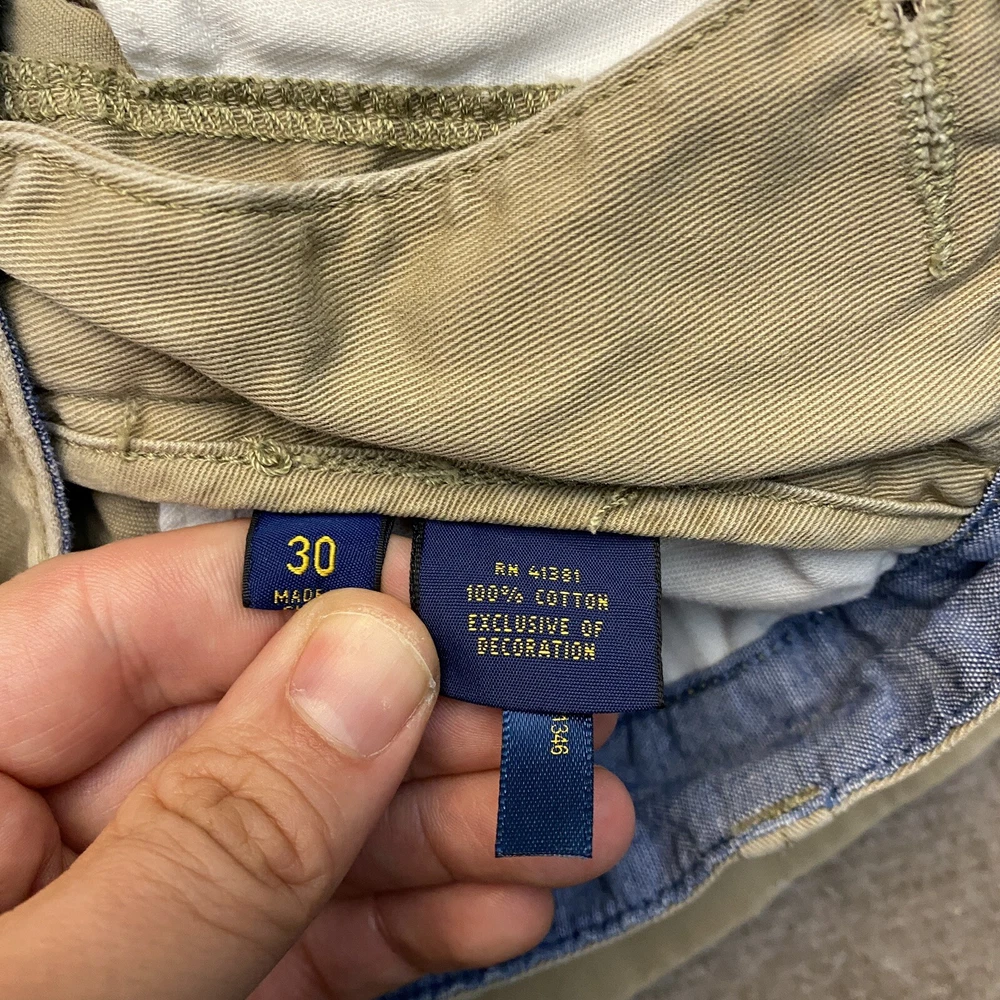 30
MADE
RN 41381
100% COTTON
EXCLUSIVE OF
DECORATION
1346